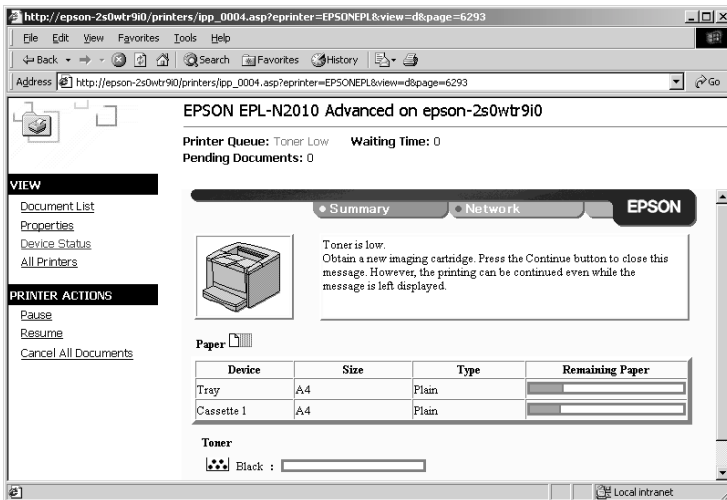 http://epson-2s0wtr9i0/printers/ipp_0004.asp?eprinter=EPSONEPL&view=d&page=6293
File Edit View Favorites Tools Help
Back Search Favorites History
Address http://epson-2s0wtr9i0/printers/ipp_0004.asp?eprinter=EPSONEPL&view=d&page=6293 Go
EPSON EPL-N2010 Advanced on epson-2s0wtr9i0
Printer Queue: Toner Low Waiting Time: 0
Pending Documents: 0
VIEW
Document List
Properties
Device Status
All Printers
PRINTER ACTIONS
Pause
Resume
Cancel All Documents
Summary Network EPSON
Toner is low.
Obtain a new imaging cartridge. Press the Continue button to close this
message. However, the printing can be continued even while the
message is left displayed.
Paper
Device Size Type Remaining Paper
Tray A4 Plain
Cassette 1 A4 Plain
Toner
Black :
Local intranet